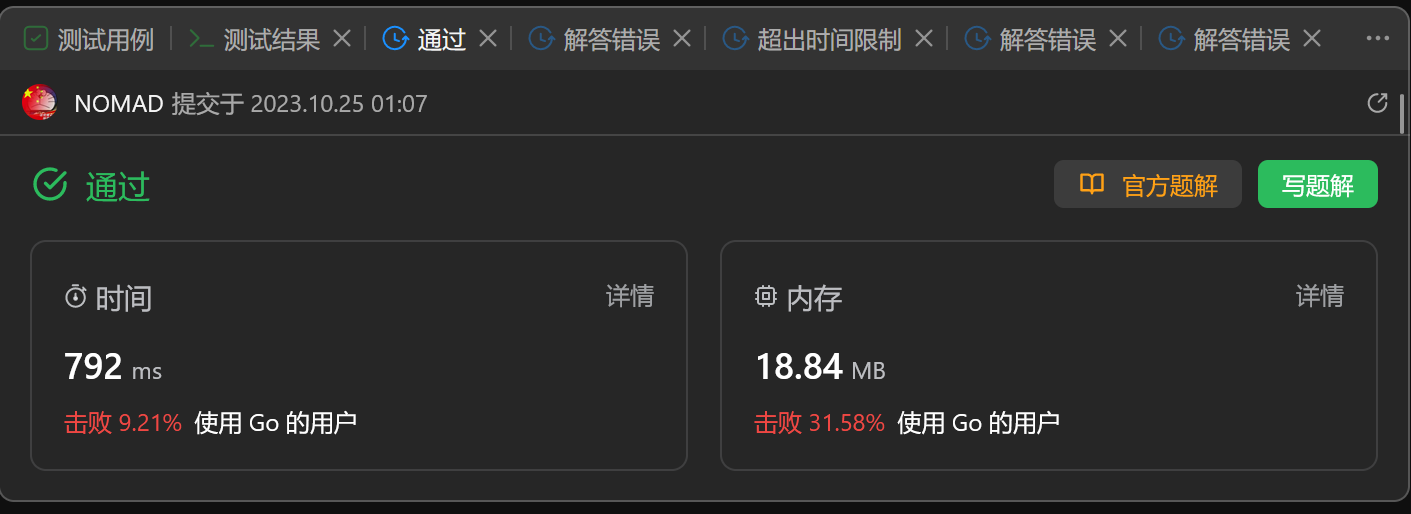 测试用例 测试结果 通过 解答错误 超出时间限制 解答错误 解答错误
NOMAD 提交于 2023.10.25 01:07
通过 官方题解 写题解
时间 详情 内存 详情
792 ms 18.84 MB
击败 9.21% 使用 Go 的用户 击败 31.58% 使用 Go 的用户